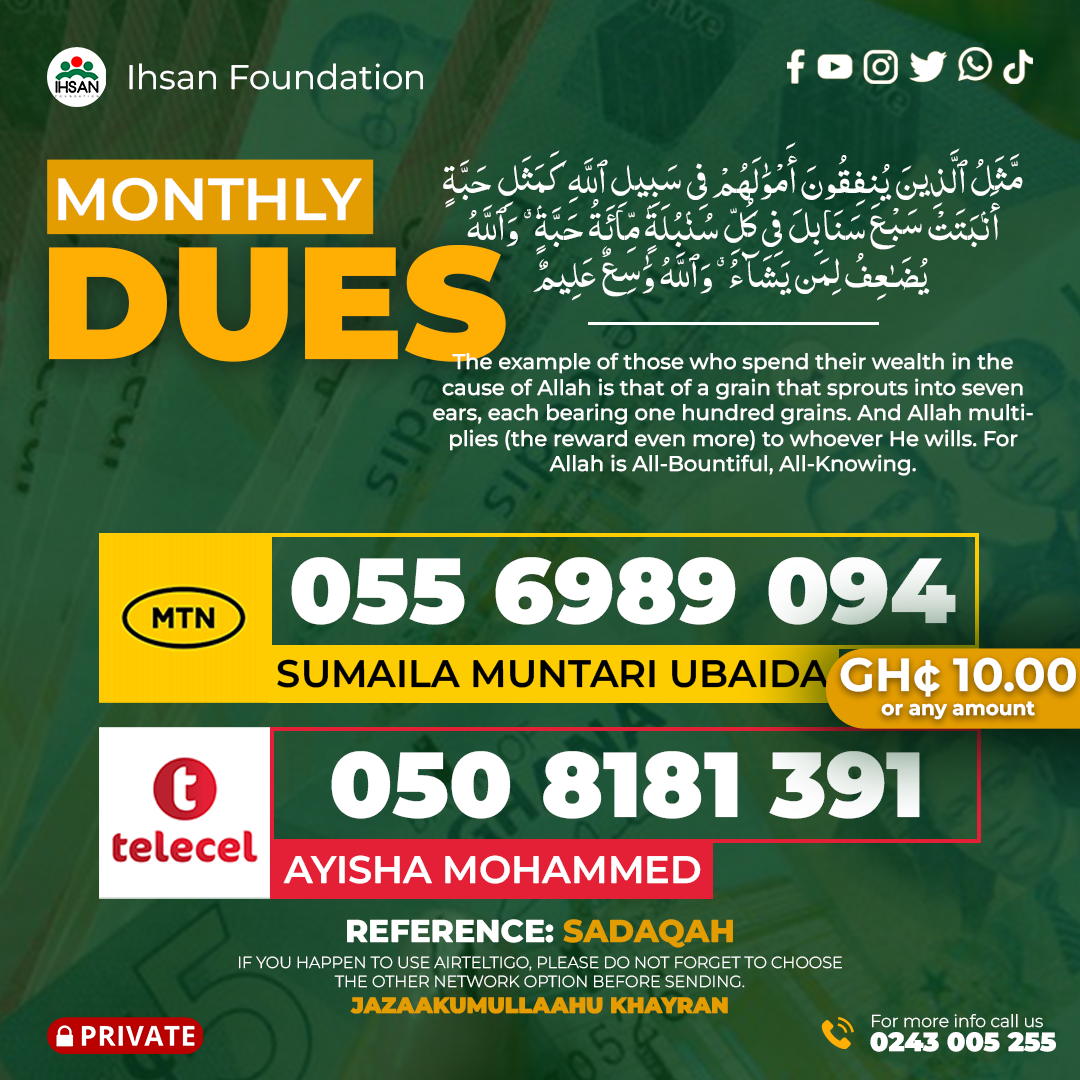 IHSAN
Ihsan Foundation
MONTHLY
DUES
مَّثَلُ ٱلَّذِينَ يُنفِقُونَ أَمْوَٰلَهُمْ فِى سَبِيلِ ٱللَّهِ كَمَثَلِ حَبَّةٍ
أَنۢبَتَتْ سَبْعَ سَنَابِلَ فِى كُلِّ سُنۢبُلَةٍ مِّا۟ئَةُ حَبَّةٍ ۗ وَٱللَّهُ
يُضَـٰعِفُ لِمَن يَشَآءُ ۗ وَٱللَّهُ وَٰسِعٌ عَلِيمٌ
The example of those who spend their wealth in the
cause of Allah is that of a grain that sprouts into seven
ears, each bearing one hundred grains. And Allah multi-
plies (the reward even more) to whoever He wills. For
Allah is All-Bountiful, All-Knowing.
MTN
055 6989 094
SUMAILA MUNTARI UBAIDA
GH¢ 10.00
or any amount
telecel
050 8181 391
AYISHA MOHAMMED
REFERENCE: SADAQAH
IF YOU HAPPEN TO USE AIRTELTIGO, PLEASE DO NOT FORGET TO CHOOSE
THE OTHER NETWORK OPTION BEFORE SENDING.
JAZAAKUMULLAAHU KHAYRAN
PRIVATE
For more info call us
0243 005 255